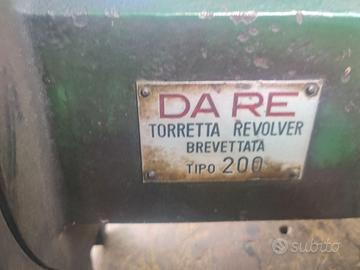 DA RE
TORRETTA REVOLVER
BREVETTATA
TIPO 200
subito